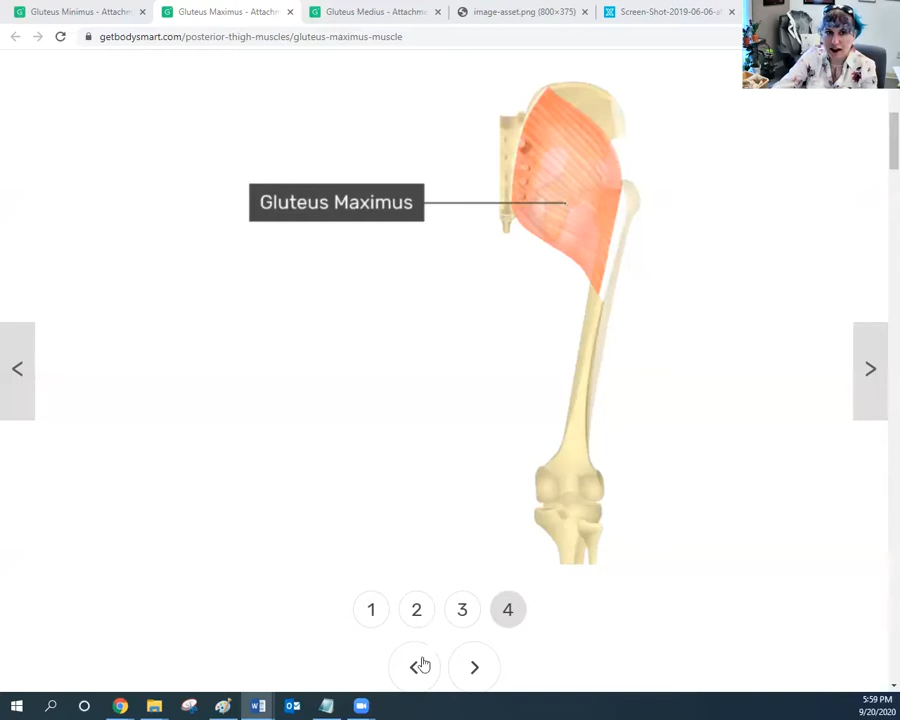 Gluteus Minimus - Attachm
Gluteus Maximus - Attachm
Gluteus Medius - Attachme
image-asset.png (800×375)
Screen-Shot-2019-06-06-at
getbodysmart.com/posterior-thigh-muscles/gluteus-maximus-muscle
Gluteus Maximus
1 2 3 4
5:59 PM
9/20/2020